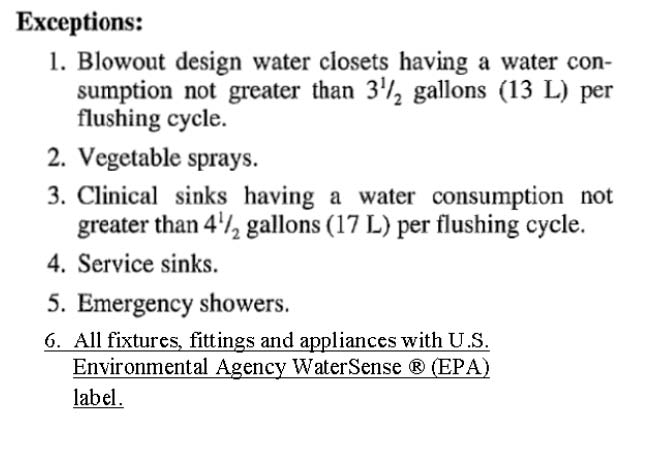 Exceptions:
1. Blowout design water closets having a water con-
sumption not greater than 3¹/₂ gallons (13 L) per
flushing cycle.
2. Vegetable sprays.
3. Clinical sinks having a water consumption not
greater than 4¹/₂ gallons (17 L) per flushing cycle.
4. Service sinks.
5. Emergency showers.
6. All fixtures, fittings and appliances with U.S.
Environmental Agency WaterSense ® (EPA)
label.